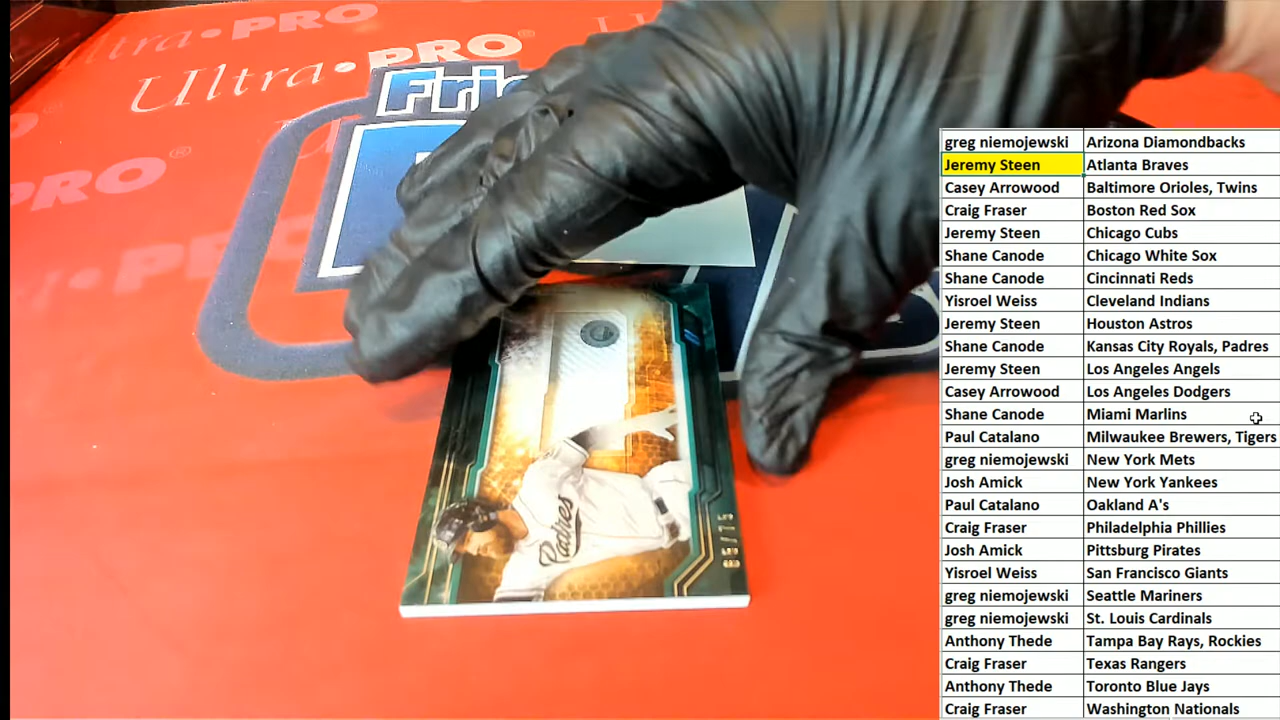 Ultra PRO
Ultra PRO
PRO
Padres
greg niemojewski Arizona Diamondbacks
Jeremy Steen Atlanta Braves
Casey Arrowood Baltimore Orioles, Twins
Craig Fraser Boston Red Sox
Jeremy Steen Chicago Cubs
Shane Canode Chicago White Sox
Shane Canode Cincinnati Reds
Yisroel Weiss Cleveland Indians
Jeremy Steen Houston Astros
Shane Canode Kansas City Royals, Padres
Jeremy Steen Los Angeles Angels
Casey Arrowood Los Angeles Dodgers
Shane Canode Miami Marlins
Paul Catalano Milwaukee Brewers, Tigers
greg niemojewski New York Mets
Josh Amick New York Yankees
Paul Catalano Oakland A's
Craig Fraser Philadelphia Phillies
Josh Amick Pittsburg Pirates
Yisroel Weiss San Francisco Giants
greg niemojewski Seattle Mariners
greg niemojewski St. Louis Cardinals
Anthony Thede Tampa Bay Rays, Rockies
Craig Fraser Texas Rangers
Anthony Thede Toronto Blue Jays
Craig Fraser Washington Nationals